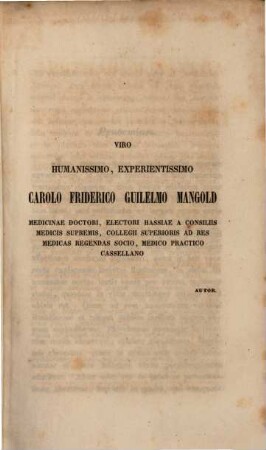 VIRO
HUMANISSIMO, EXPERIENTISSIMO
CAROLO FRIDERICO GUILELMO MANGOLD
MEDICINAE DOCTORI, ELECTORI HASSIAE A CONSILIIS
MEDICIS SUPREMIS, COLLEGII SUPERIORIS AD RES
MEDICAS REGENDAS SOCIO, MEDICO PRACTICO
CASSELLANO
AUTOR.